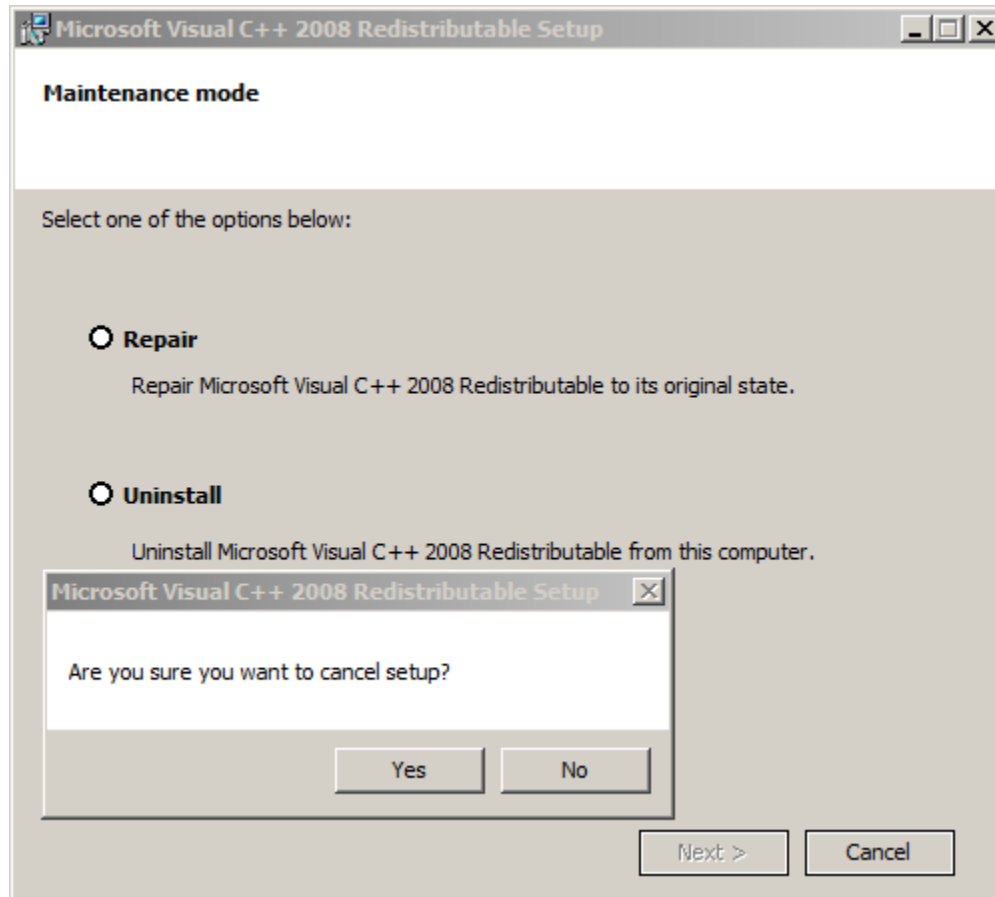 Microsoft Visual C++ 2008 Redistributable Setup
Maintenance mode
Select one of the options below:
Repair
Repair Microsoft Visual C++ 2008 Redistributable to its original state.
Uninstall
Uninstall Microsoft Visual C++ 2008 Redistributable from this computer.
Microsoft Visual C++ 2008 Redistributable Setup
Are you sure you want to cancel setup?
Yes No
Next > Cancel